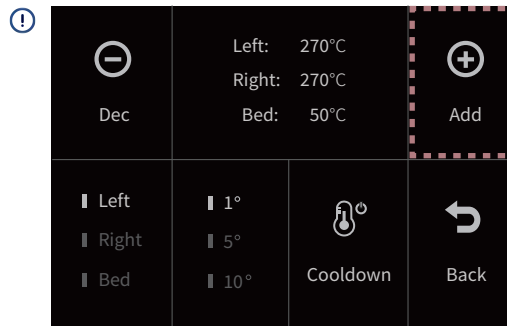 Left: 270°C
Right: 270°C
Bed: 50°C
Dec
Add
Left
Right
Bed
1°
5°
10°
Cooldown
Back